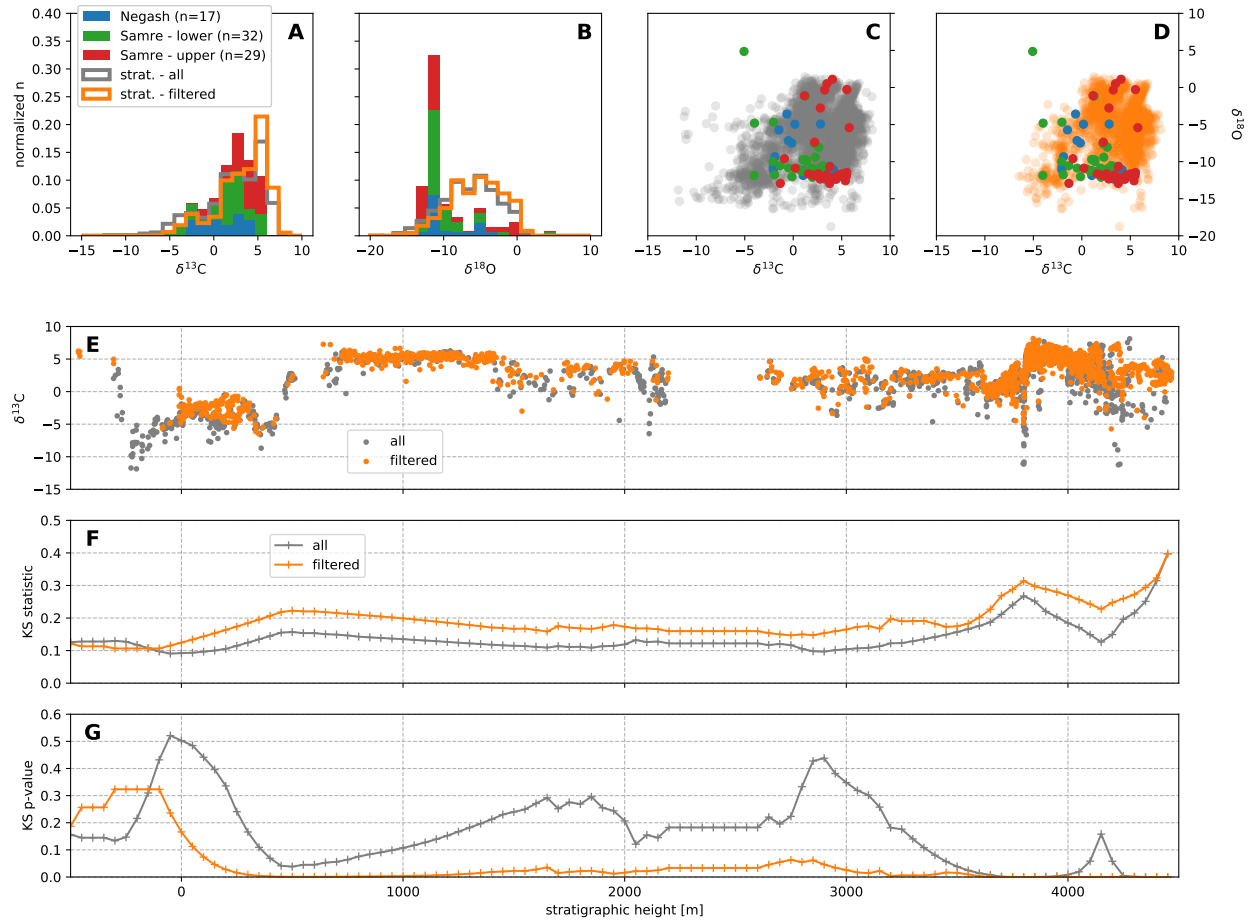 0.40
0.35
0.30
0.25
0.20
0.15
0.10
0.05
0.00
normalized n
Negash (n=17)
Samre - lower (n=32)
Samre - upper (n=29)
strat. - all
strat. - filtered
A
−15 −10 −5 0 5 10
δ13C
B
−20 −10 0 10
δ18O
C
−15 −10 −5 0 5 10
δ13C
D
−15 −10 −5 0 5 10
δ13C
10
5
0
−5
−10
−15
−20
δ18O
E
10
5
0
−5
−10
−15
δ13C
all
filtered
F
0.5
0.4
0.3
0.2
0.1
0.0
KS statistic
all
filtered
G
0.6
0.5
0.4
0.3
0.2
0.1
0.0
KS p-value
0 1000 2000 3000 4000
stratigraphic height [m]